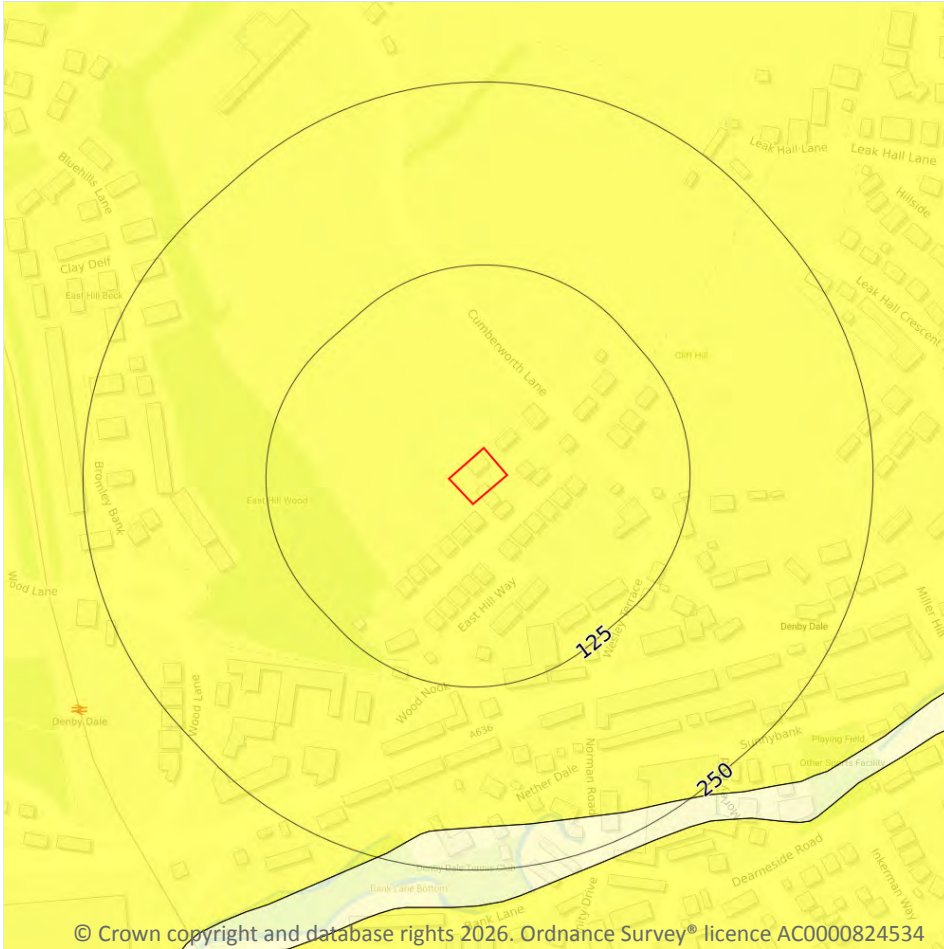 Leak Hall Lane
Leak Hall Lane
Bluehills Lane
Hillside
Clay Delf
East Hill Beck
Leak Hall Crescent
Cumberworth Lane
Cliff Hill
Bromley Bank
East Hill Wood
Wood Lane
East Hill Way
Wesley Terrace
Miller Hill
125
Denby Dale
Wood Lane
Wood Nook
Denby Dale
A636
Sunnybank
Playing Field
Other Sports Facility
Norman Road
250
Nether Dale
Denby Dale Tennis Club
Dearneside Road
Inkerman Way
Bank Lane Bottom
Bank Lane
© Crown copyright and database rights 2026. Ordnance Survey® licence AC0000824534